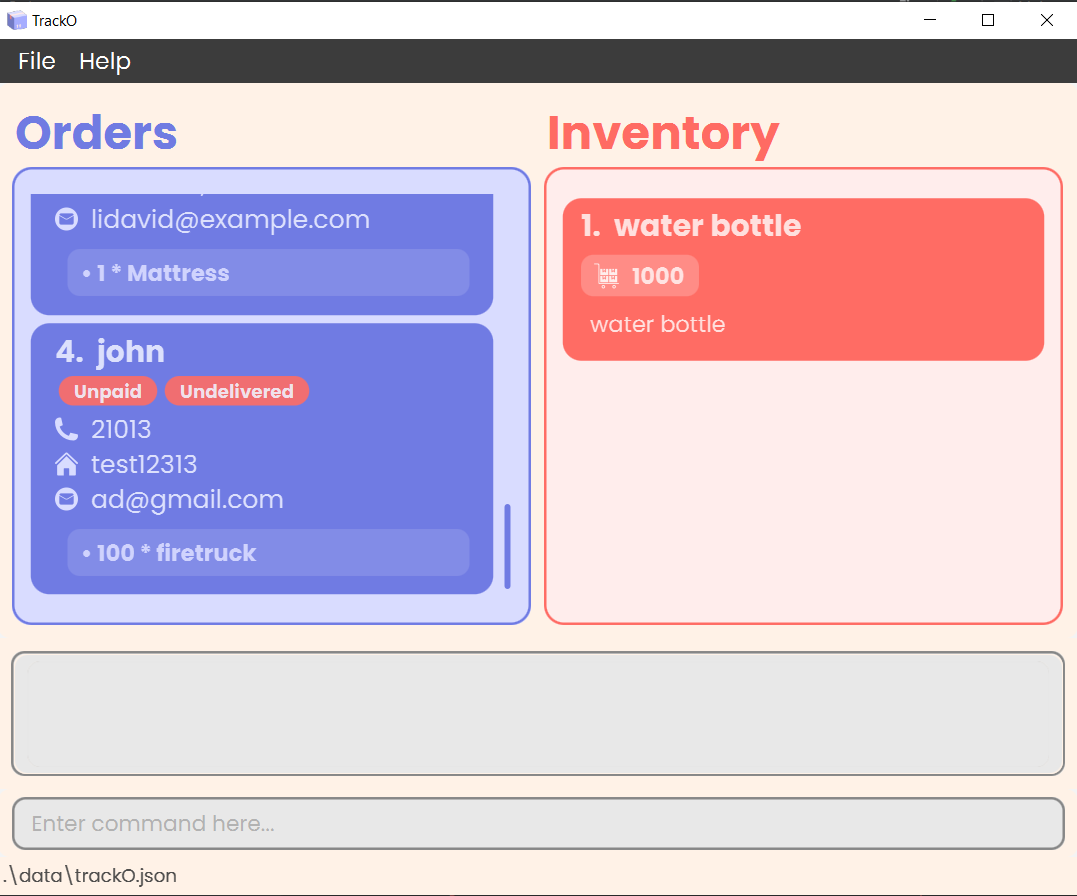 TrackO
File Help
Orders
lidavid@example.com
• 1 * Mattress
4. john
Unpaid Undelivered
21013
test12313
ad@gmail.com
• 100 * firetruck
Inventory
1. water bottle
1000
water bottle
Enter command here...
.\data\trackO.json